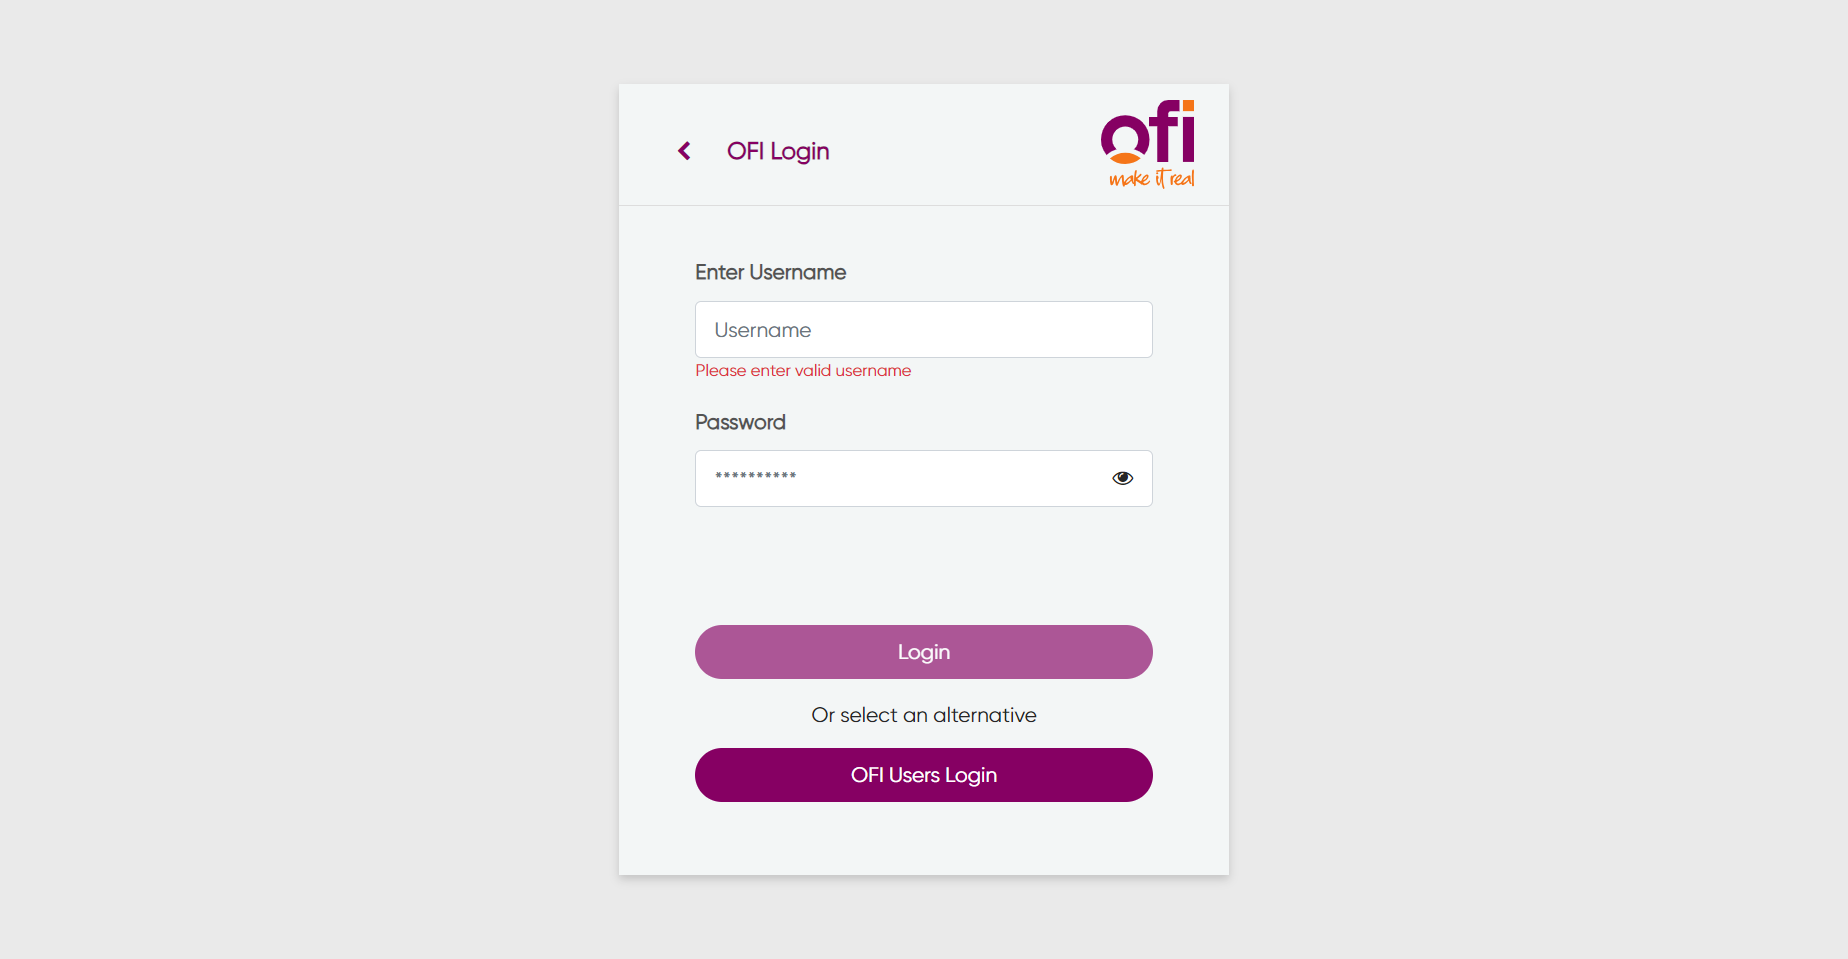 OFI Login
ofi
make it real
Enter Username
Username
Please enter valid username
Password
**********
Login
Or select an alternative
OFI Users Login